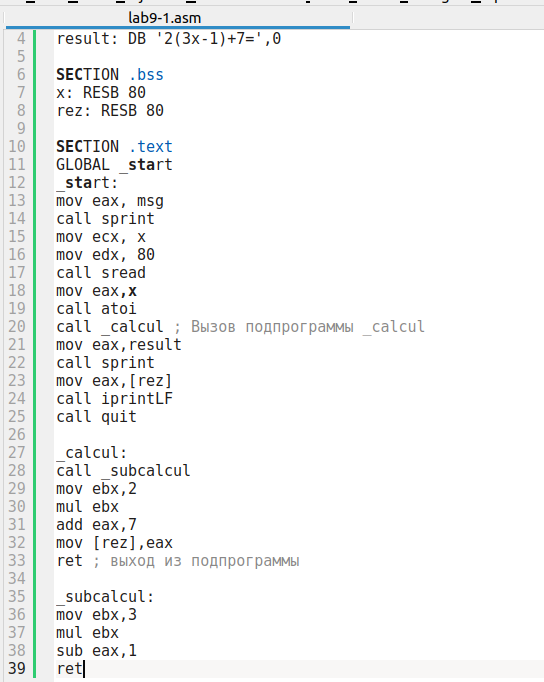 lab9-1.asm
4 result: DB '2(3x-1)+7=',0
5
6 SECTION .bss
7 x: RESB 80
8 rez: RESB 80
9
10 SECTION .text
11 GLOBAL _start
12 _start:
13 mov eax, msg
14 call sprint
15 mov ecx, x
16 mov edx, 80
17 call sread
18 mov eax,x
19 call atoi
20 call _calcul ; Вызов подпрограммы _calcul
21 mov eax,result
22 call sprint
23 mov eax,[rez]
24 call iprintLF
25 call quit
26
27 _calcul:
28 call _subcalcul
29 mov ebx,2
30 mul ebx
31 add eax,7
32 mov [rez],eax
33 ret ; выход из подпрограммы
34
35 _subcalcul:
36 mov ebx,3
37 mul ebx
38 sub eax,1
39 ret